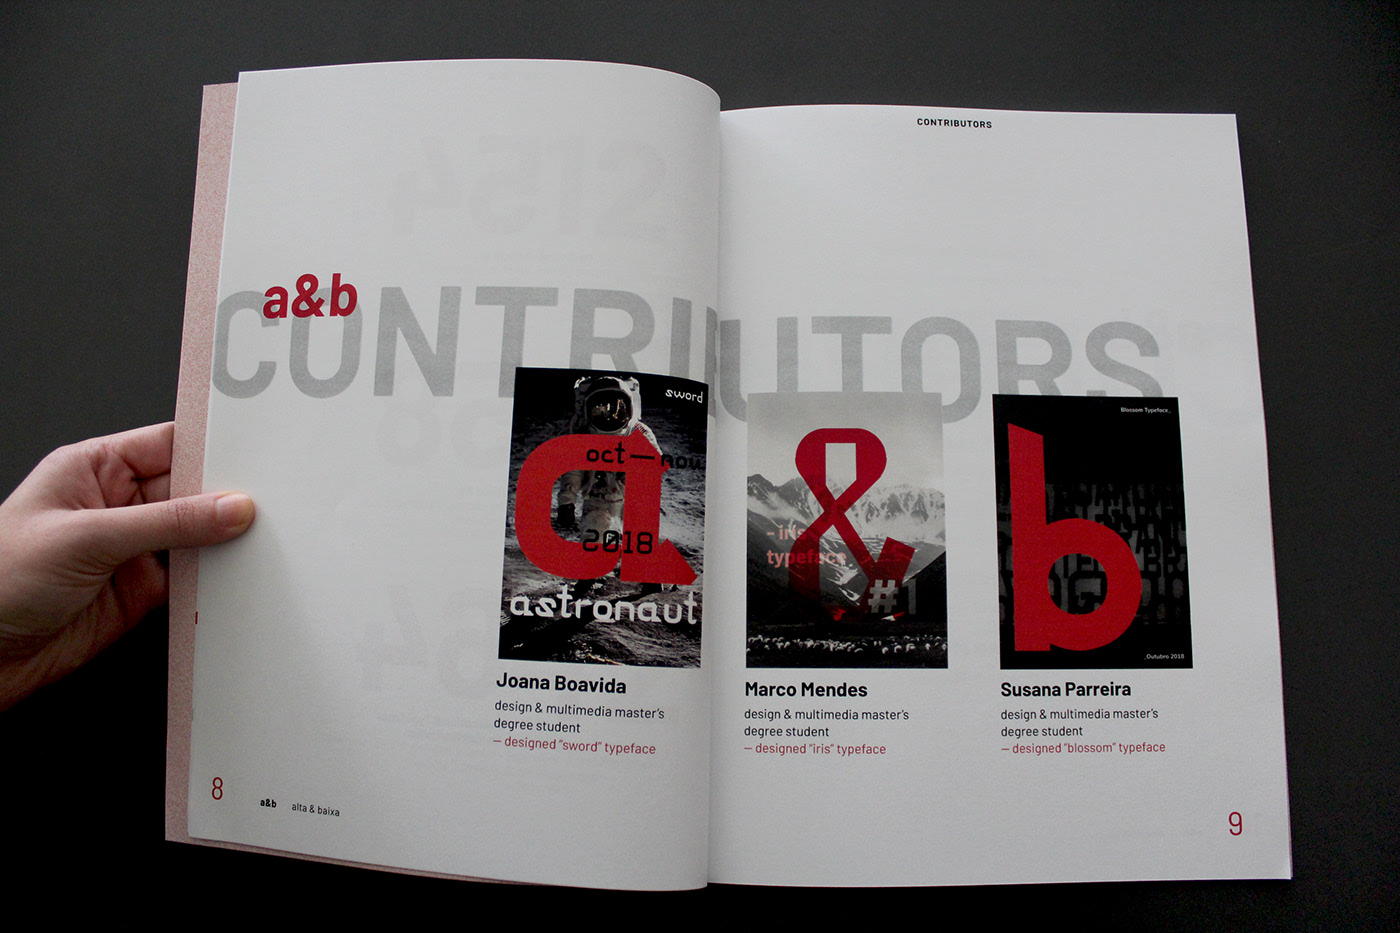 CONTRIBUTORS
a&b
CONTRIBUTORS
sword
a
oct—nov
2018
astronaut
Joana Boavida
design & multimedia master's
degree student
— designed "sword" typeface
&
- iris
typeface
#1
Marco Mendes
design & multimedia master's
degree student
— designed "iris" typeface
Blossom Typeface_
b
_Outubro 2018
Susana Parreira
design & multimedia master's
degree student
— designed "blossom" typeface
8
a&b alta & baixa
9